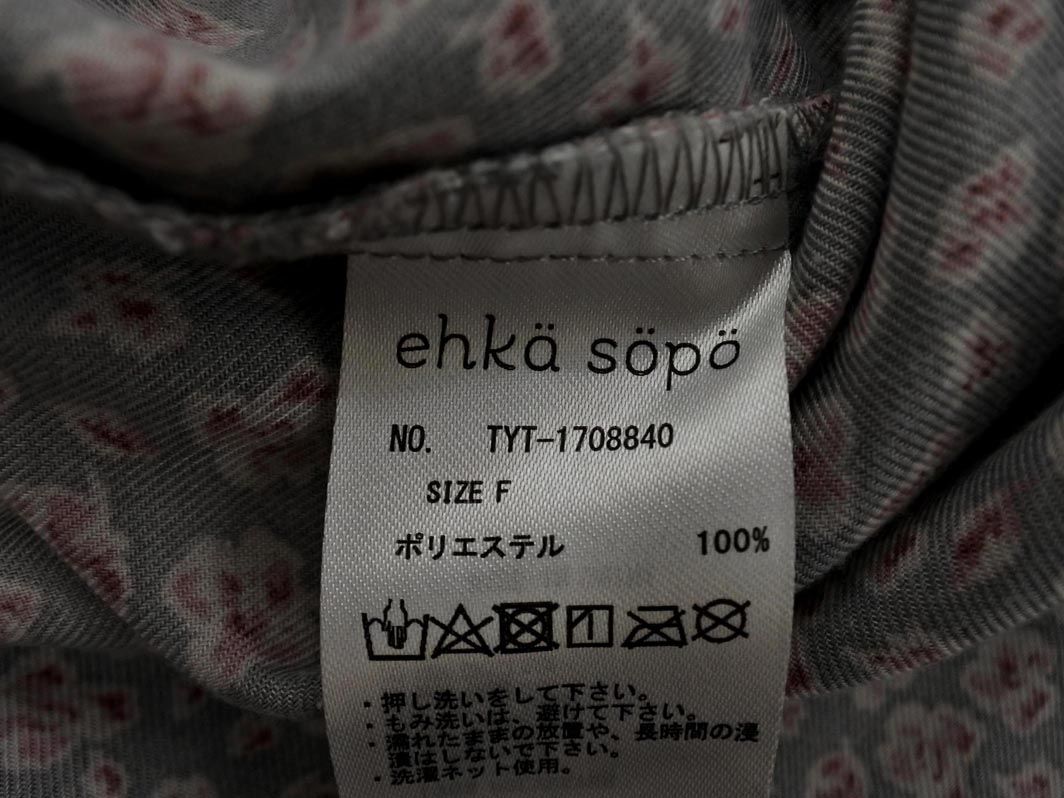 ehkä söpö
NO. TYT-1708840
SIZE F
ポリエステル 100%
・押し洗いをして下さい。
・もみ洗いは、避けて下さい。
・濡れたままの放置や、長時間の浸
漬はしないで下さい。
・洗濯ネット使用。